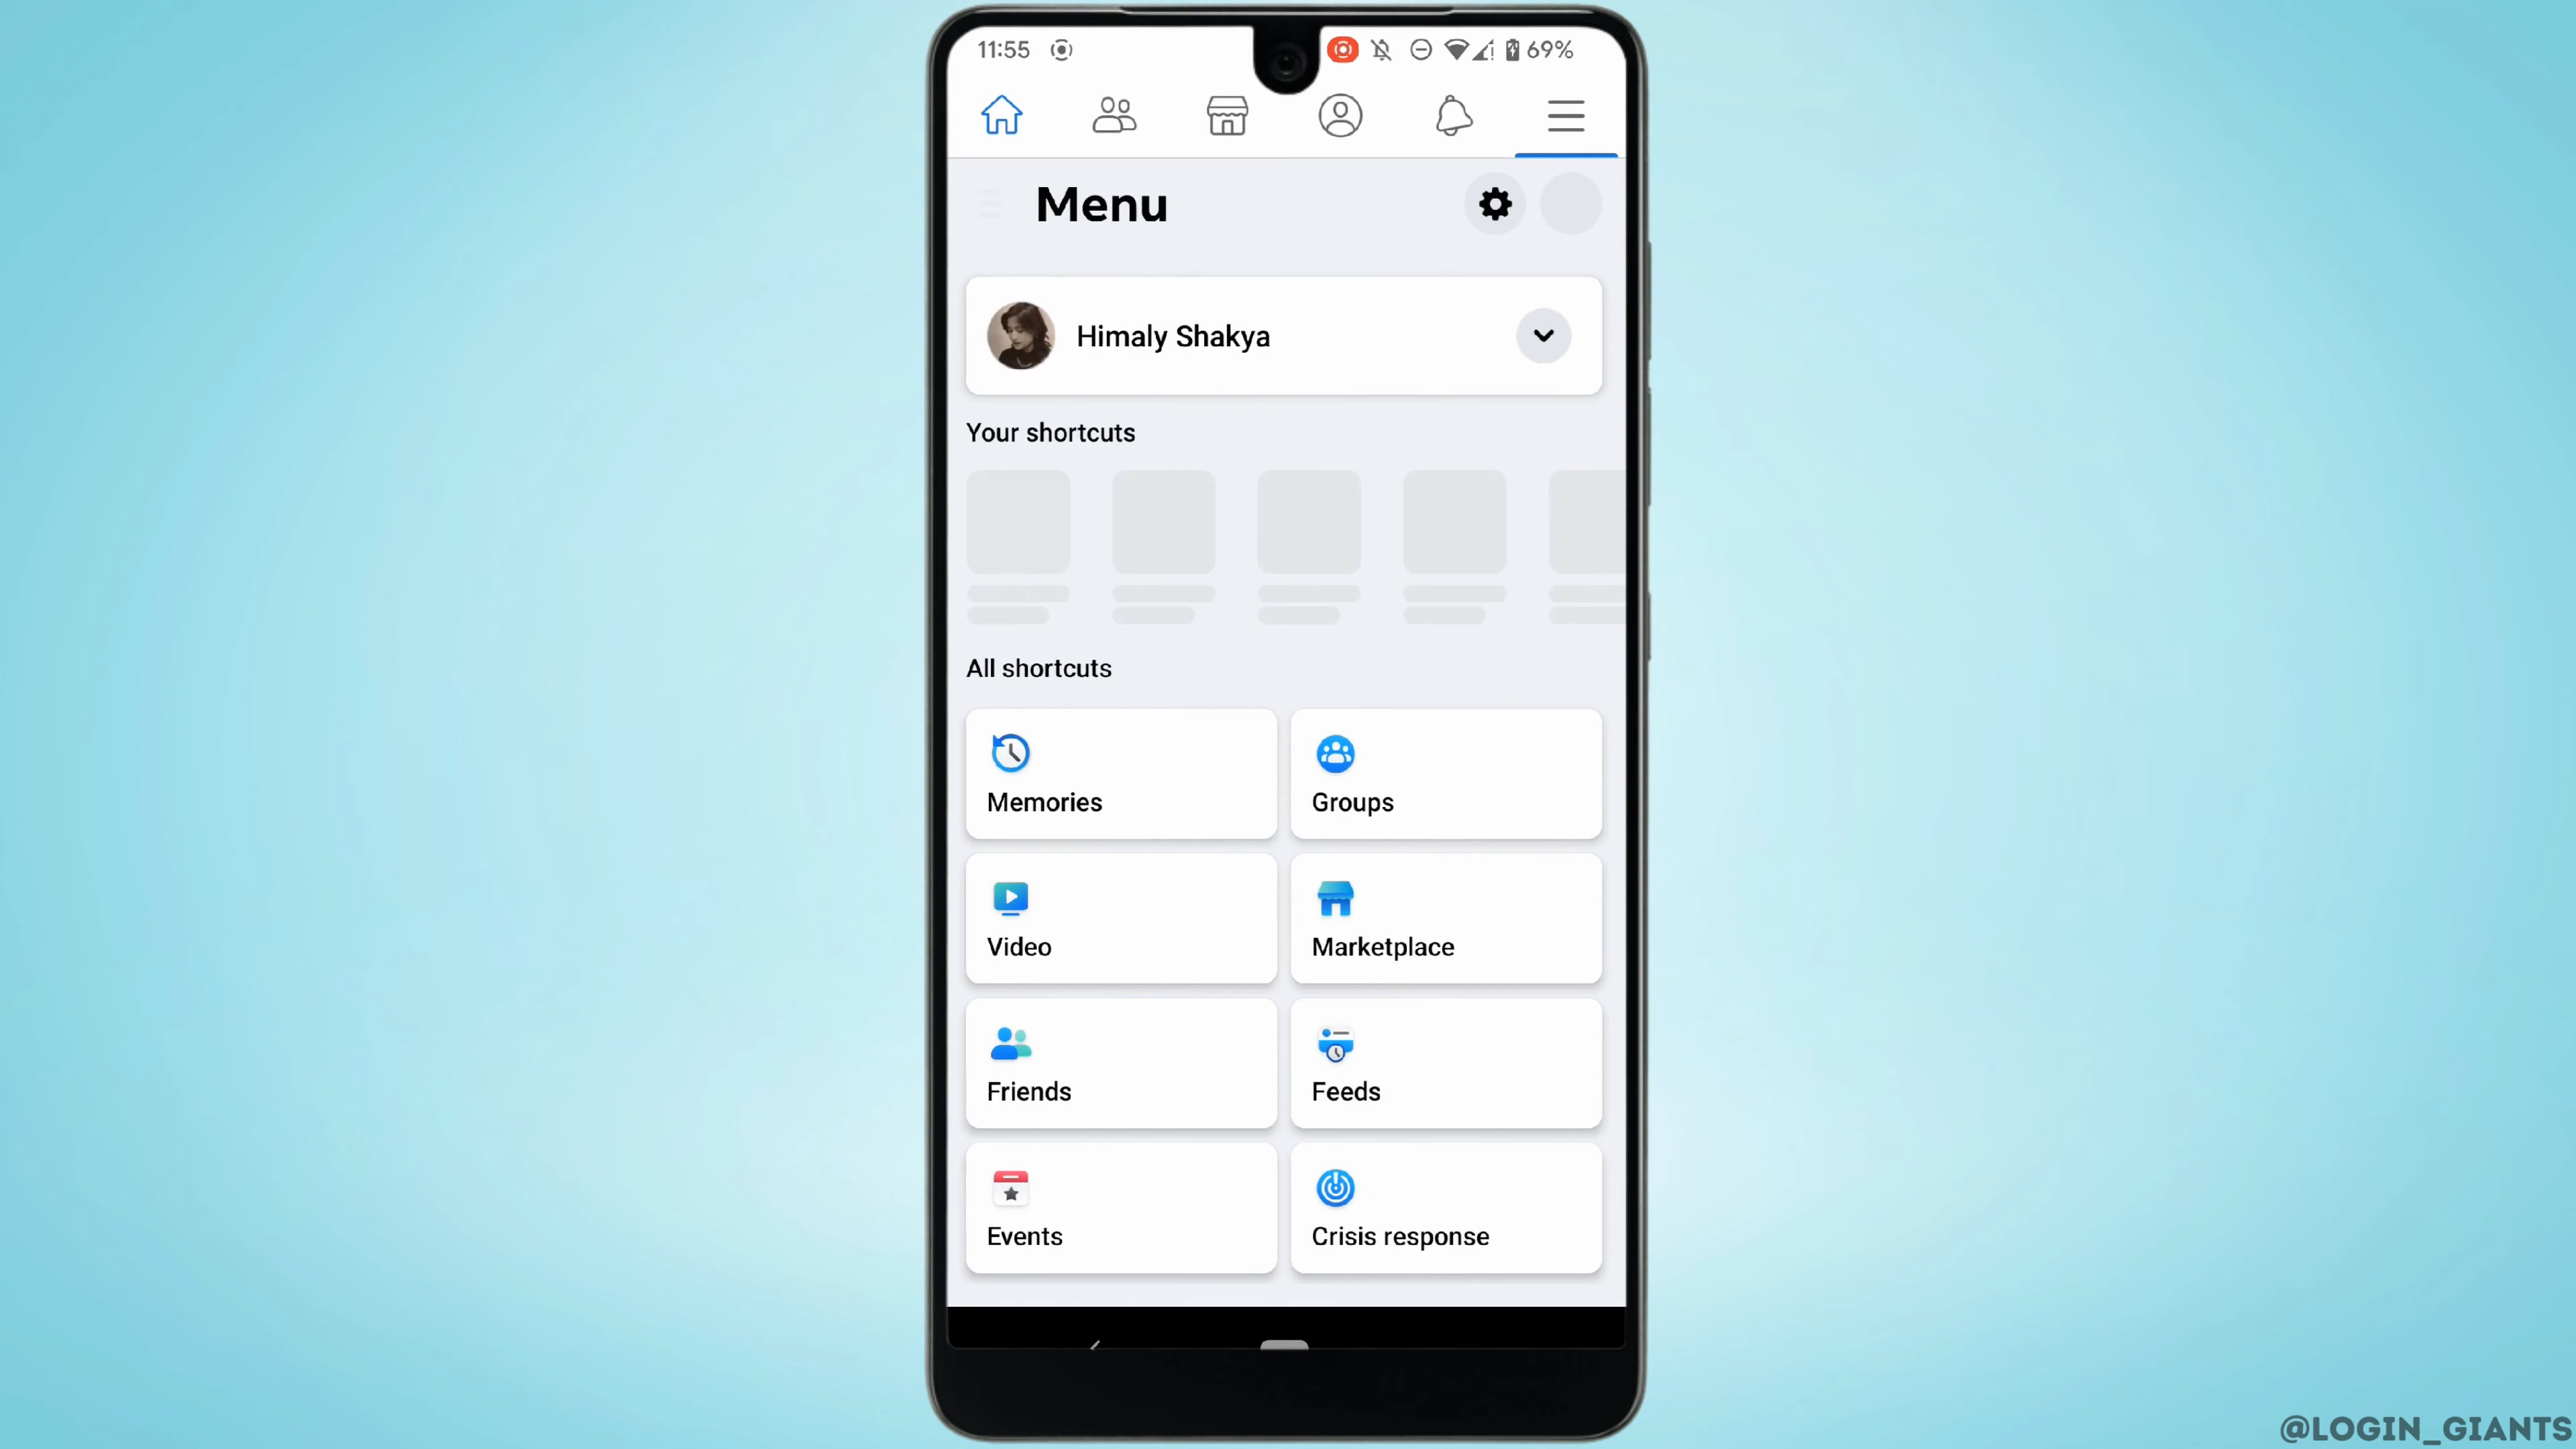 11:55
69%
Menu
Himaly Shakya
Your shortcuts
All shortcuts
Memories
Groups
Video
Marketplace
Friends
Feeds
Events
Crisis response
@LOGIN_GIANTS